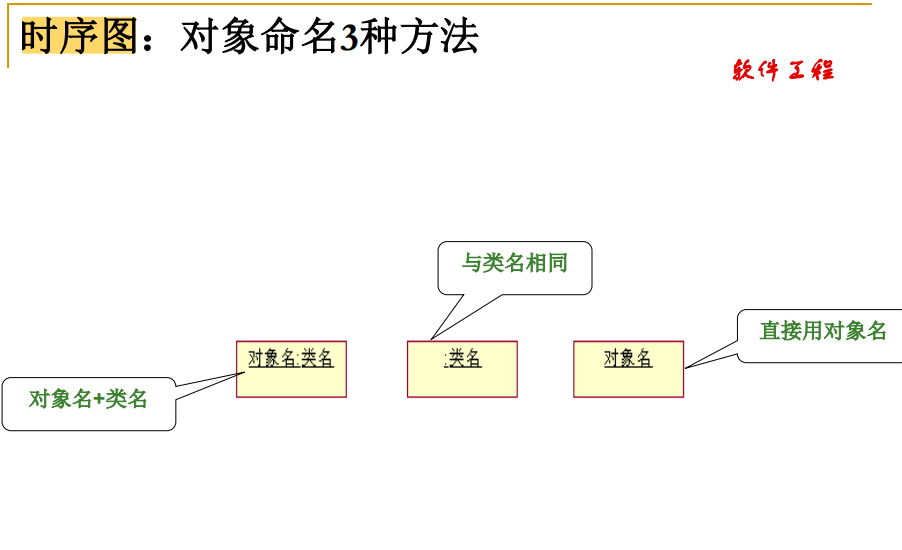 时序图：对象命名3种方法
软件工程
与类名相同
直接用对象名
对象名:类名
:类名
对象名
对象名+类名